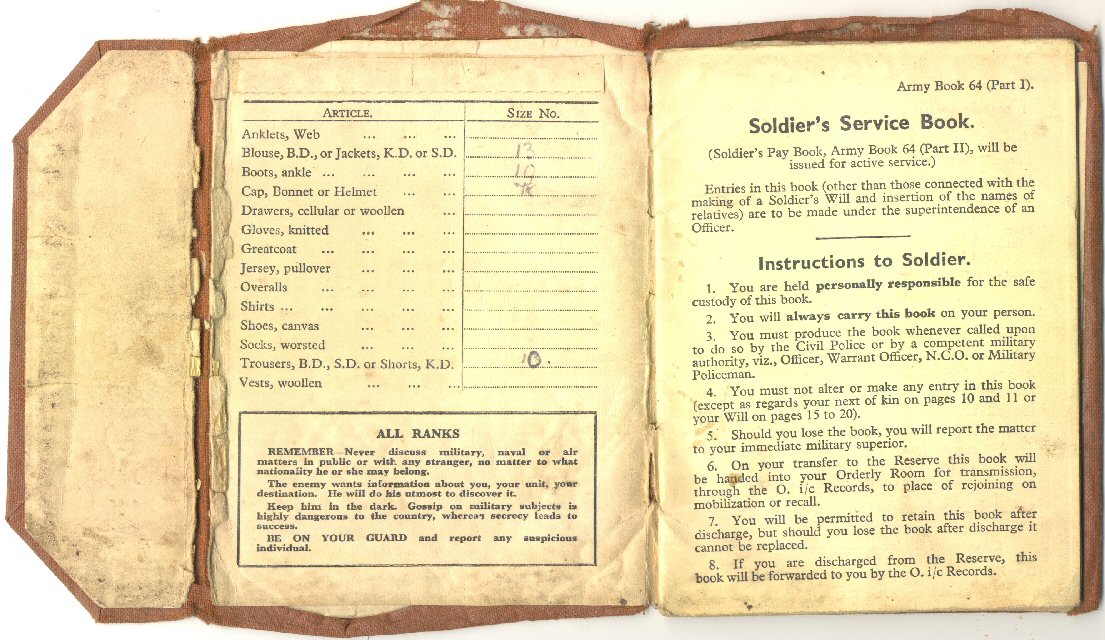 ARTICLE. SIZE NO.
Anklets, Web ... ... ...
Blouse, B.D., or Jackets, K.D. or S.D. 13
Boots, ankle ... ... ... 10
Cap, Bonnet or Helmet ... ...
Drawers, cellular or woollen ...
Gloves, knitted ... ... ...
Greatcoat ... ... ... ...
Jersey, pullover ... ... ...
Overalls ... ... ... ...
Shirts ... ... ... ... ...
Shoes, canvas ... ... ...
Socks, worsted ... ... ...
Trousers, B.D., S.D. or Shorts, K.D. 10.
Vests, woollen ... ... ...
ALL RANKS
REMEMBER Never discuss military, naval or air
matters in public or with any stranger, no matter to what
nationality he or she may belong.
The enemy wants information about you, your unit, your
destination. He will do his utmost to discover it.
Keep him in the dark. Gossip on military subjects is
highly dangerous to the country, whereas secrecy leads to
success.
BE ON YOUR GUARD and report any suspicious
individual.
Army Book 64 (Part I).
Soldier's Service Book.
(Soldier's Pay Book, Army Book 64 (Part II), will be
issued for active service.)
Entries in this book (other than those connected with the
making of a Soldier's Will and insertion of the names of
relatives) are to be made under the superintendence of an
Officer.
Instructions to Soldier.
1. You are held personally responsible for the safe
custody of this book.
2. You will always carry this book on your person.
3. You must produce the book whenever called upon
to do so by the Civil Police or by a competent military
authority, viz., Officer, Warrant Officer, N.C.O. or Military
Policeman.
4. You must not alter or make any entry in this book
(except as regards your next of kin on pages 10 and 11 or
your Will on pages 15 to 20).
5. Should you lose the book, you will report the matter
to your immediate military superior.
6. On your transfer to the Reserve this book will
be handed into your Orderly Room for transmission,
through the O. i/c Records, to place of rejoining on
mobilization or recall.
7. You will be permitted to retain this book after
discharge, but should you lose the book after discharge it
cannot be replaced.
8. If you are discharged from the Reserve, this
book will be forwarded to you by the O. i/c Records.